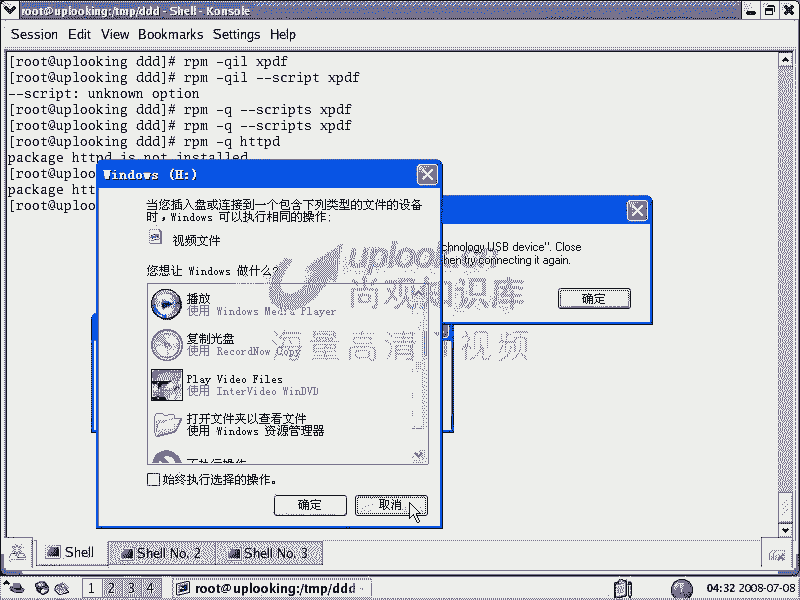 root@uplooking:/tmp/ddd - Shell - Konsole
Session Edit View Bookmarks Settings Help
[root@uplooking ddd]# rpm -qil xpdf
[root@uplooking ddd]# rpm -qil --script xpdf
--script: unknown option
[root@uplooking ddd]# rpm -q --scripts xpdf
[root@uplooking ddd]# rpm -q --scripts xpdf
[root@uplooking ddd]# rpm -q httpd
package httpd is not installed
[root@uploo
package htt
[root@uploo
Windows (H:)
当您插入盘或连接到一个包含下列类型的文件的设备
时,Windows 可以执行相同的操作:
视频文件
您想让 Windows 做什么?
播放
使用 Windows Media Player
复制光盘
使用 RecordNow Copy
Play Video Files
使用 InterVideo WinDVD
打开文件夹以查看文件
使用 Windows 资源管理器
不执行操作
始终执行选择的操作。
确定
取消
chnology USB device". Close
hen try connecting it again.
确定
uplook
尚观知识库
海量高清 视频
Shell
Shell No. 2
Shell No. 3
1 2 3 4
root@uplooking:/tmp/ddd
04:32 2008-07-08